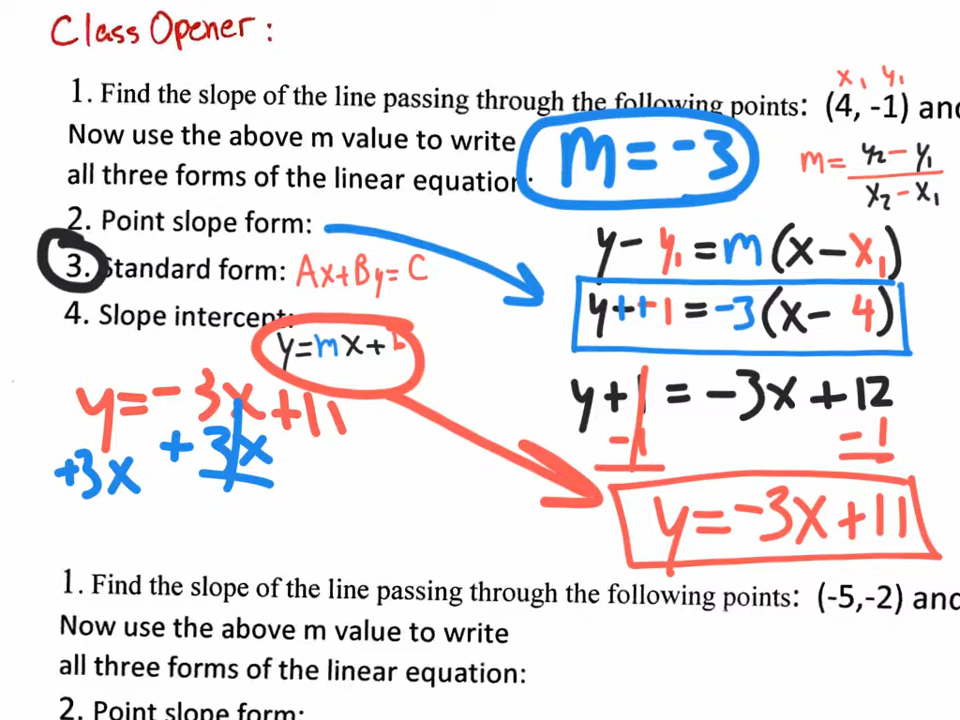 Class Opener:
1. Find the slope of the line passing through the following points: (4, -1) and
x₁ y₁
Now use the above m value to write
all three forms of the linear equation:
m = -3
m = y₂ - y₁ / x₂ - x₁
2. Point slope form:
y - y₁ = m(x - x₁)
3. Standard form: Ax + By = C
y + + 1 = -3(x - 4)
4. Slope intercept:
y = mx +
y + 1 = -3x + 12
-1 = 1
y = -3x + 11
y = -3x + 11
+3x + 3x
1. Find the slope of the line passing through the following points: (-5,-2) and
Now use the above m value to write
all three forms of the linear equation:
2. Point slope form: